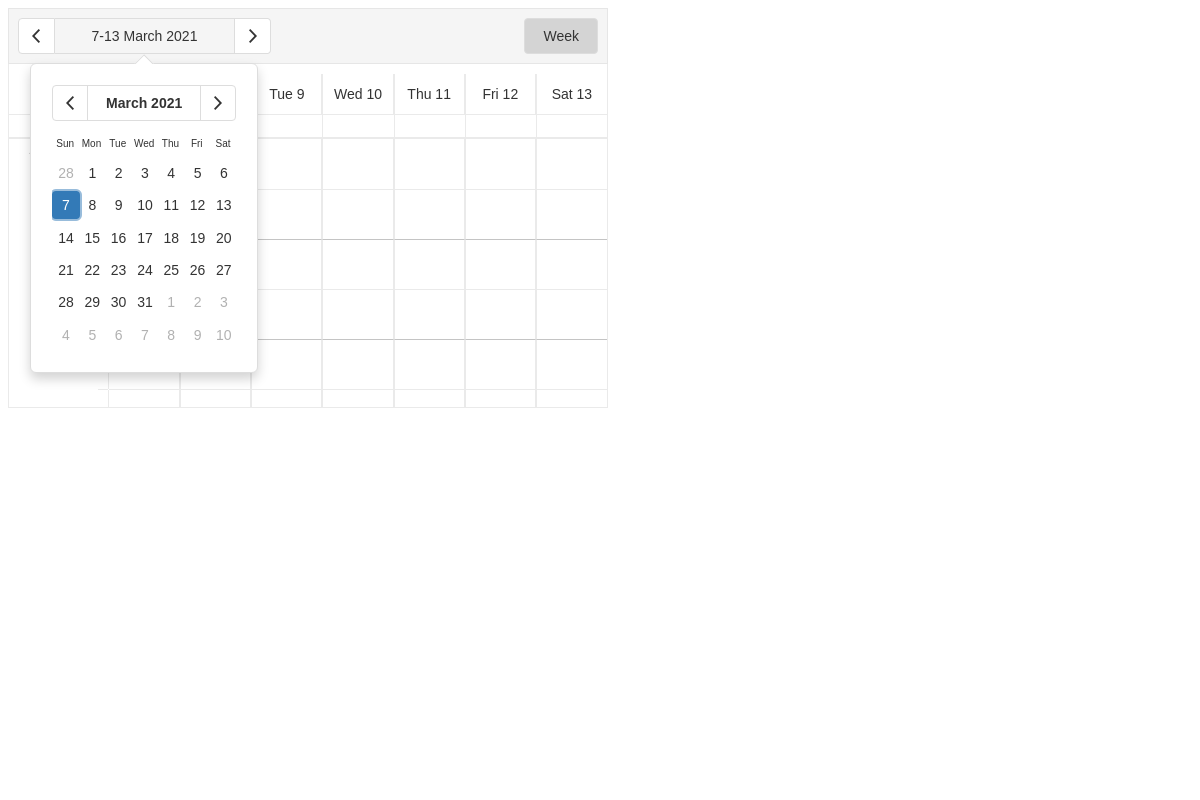 7-13 March 2021 Week
Tue 9 Wed 10 Thu 11 Fri 12 Sat 13
March 2021
Sun Mon Tue Wed Thu Fri Sat
28 1 2 3 4 5 6
7 8 9 10 11 12 13
14 15 16 17 18 19 20
21 22 23 24 25 26 27
28 29 30 31 1 2 3
4 5 6 7 8 9 10